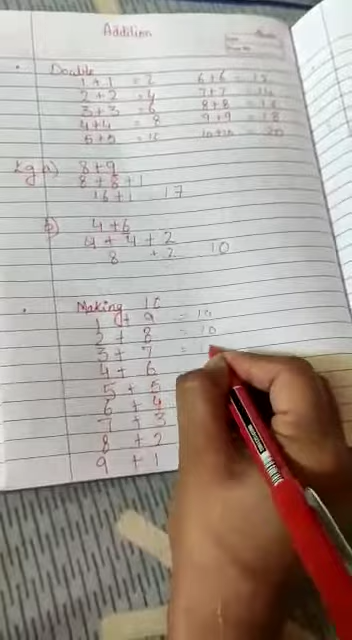 Addition
Double
1 + 1 = 2 6 + 6 = 12
2 + 2 = 4 7 + 7 = 14
3 + 3 = 6 8 + 8 = 16
4 + 4 = 8 9 + 9 = 18
5 + 5 = 10 10 + 10 = 20
Eg a) 8 + 9
8 + 8 + 1
16 + 1 17
b) 4 + 6
4 + 4 + 2
8 + 2 10
Making 10
1 + 9 = 10
2 + 8 = 10
3 + 7 = 1
4 + 6
5 + 5
6 + 4
7 + 3
8 + 2
9 + 1